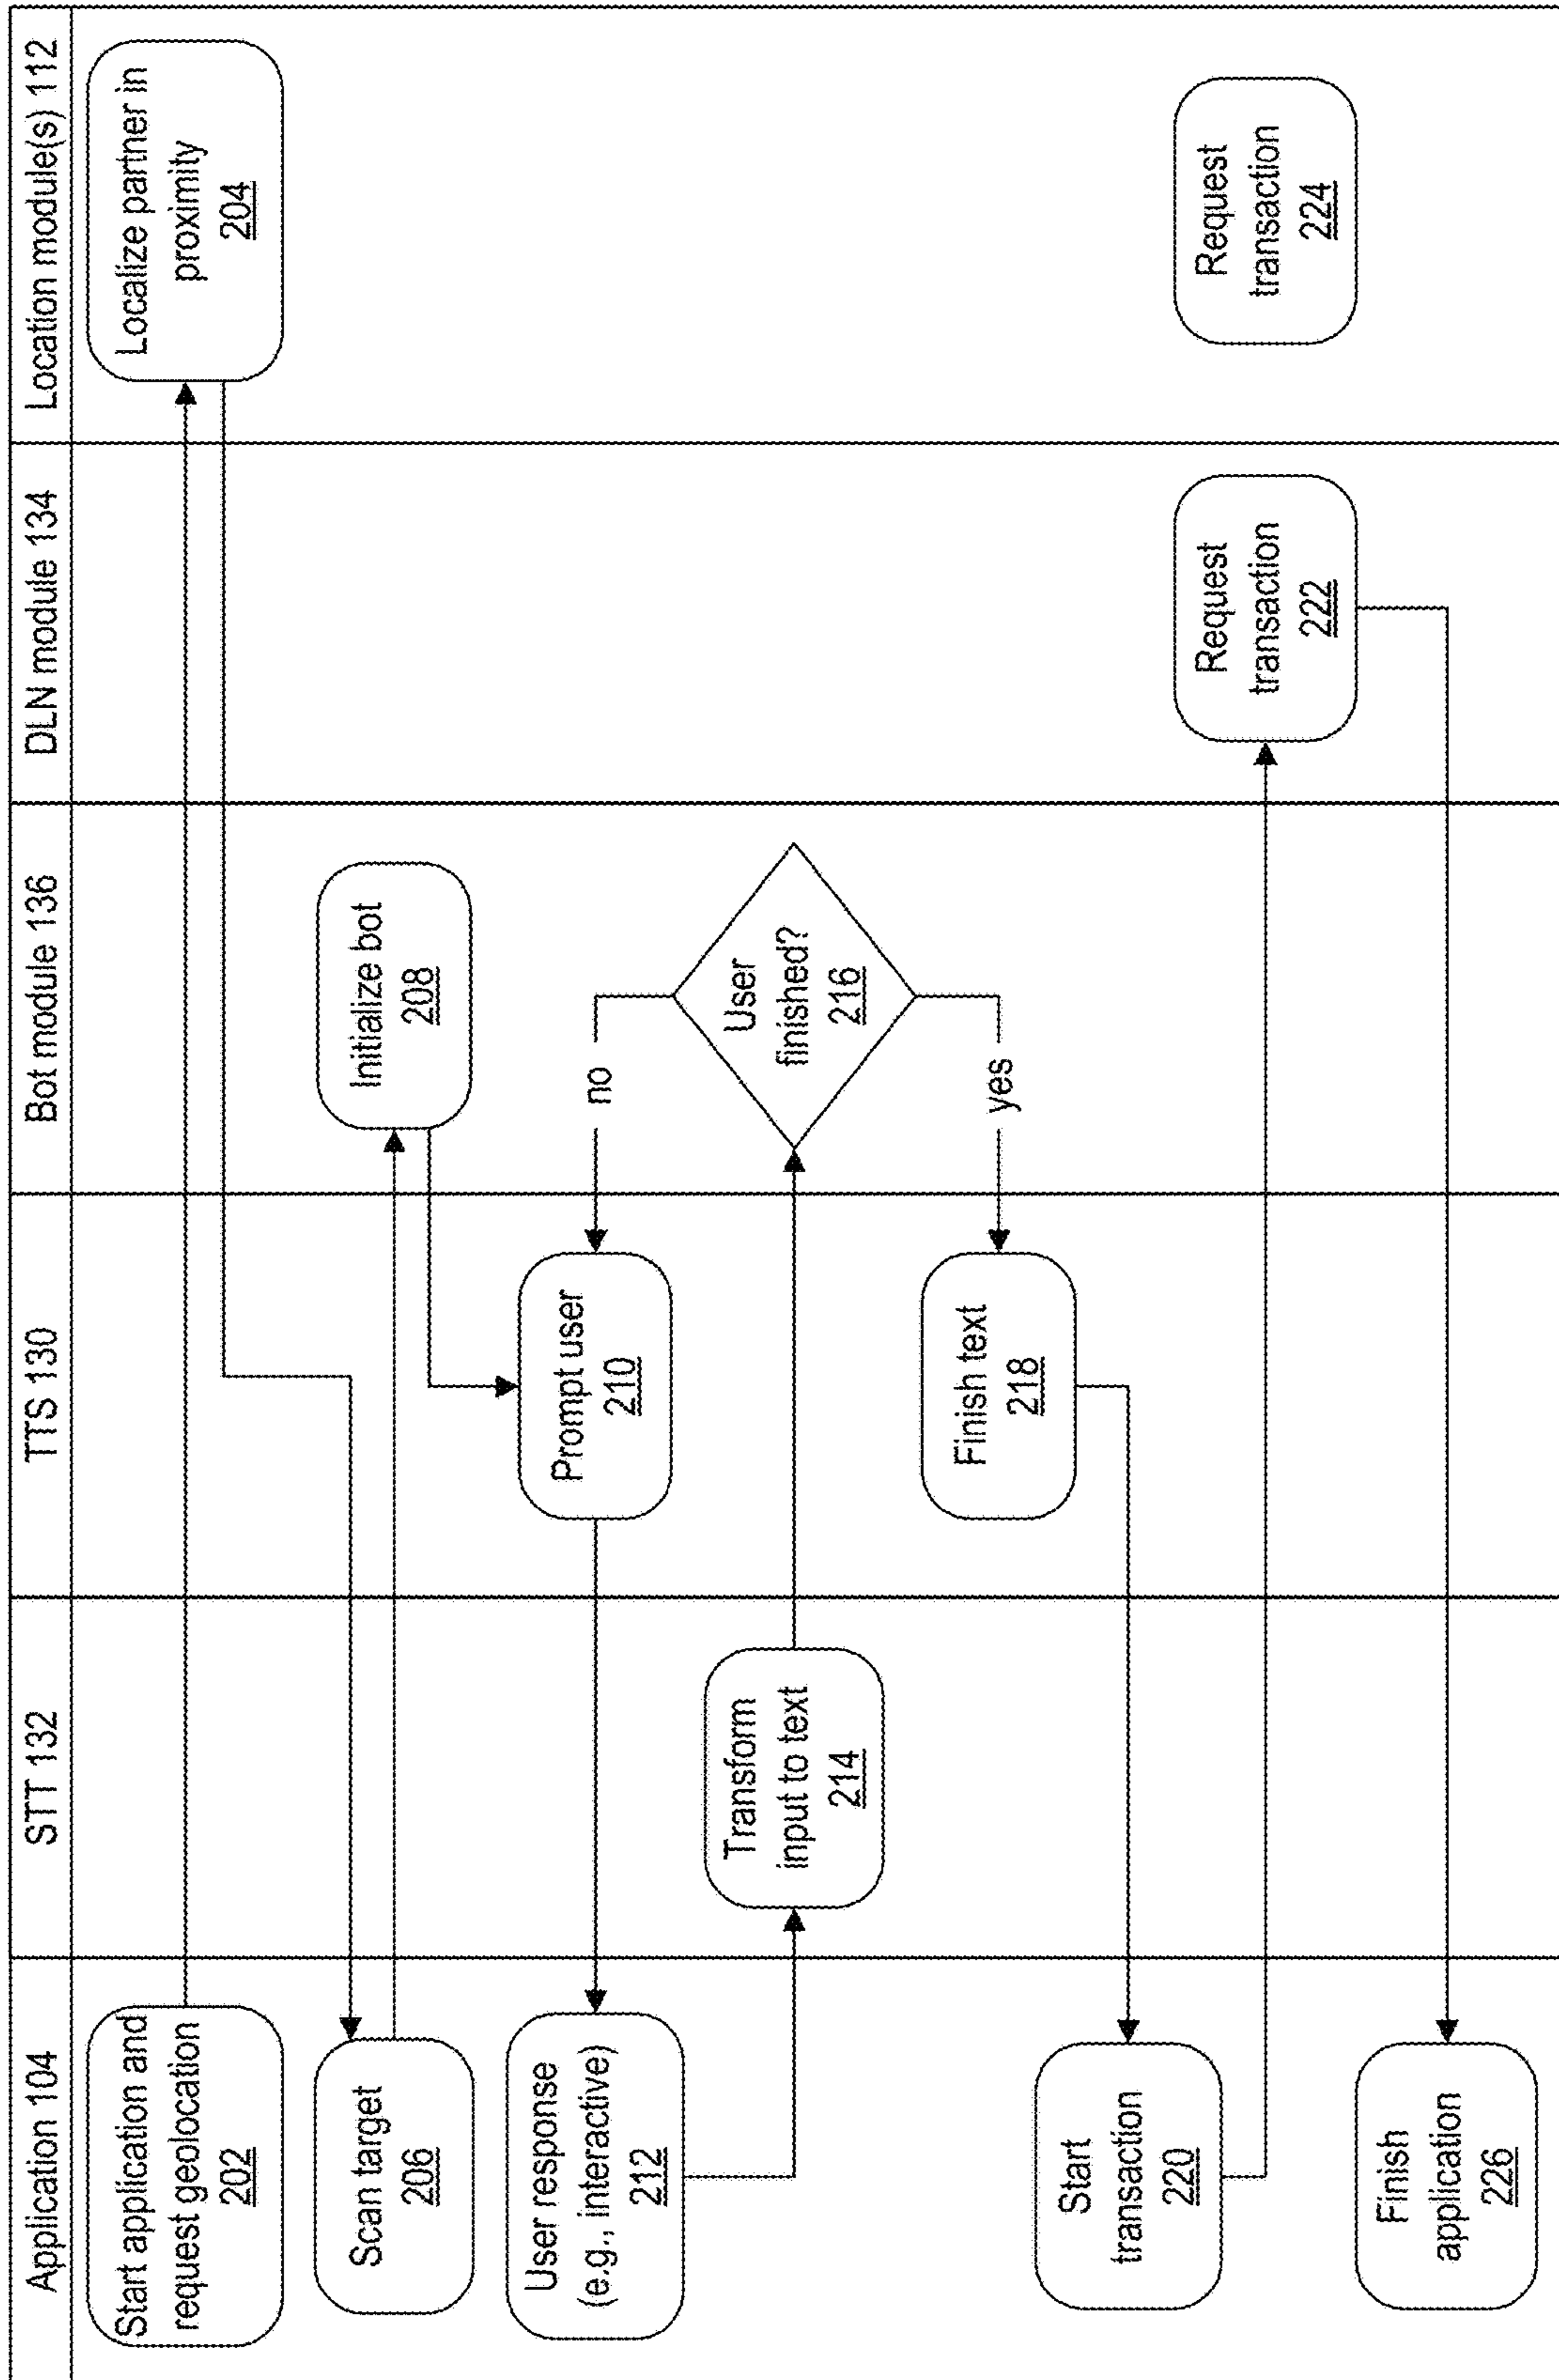 Application 104
STT 132
TTS 130
Bot module 136
DLN module 134
Location module(s) 112
Start application and
request geolocation
202
Localize partner in
proximity
204
Scan target
206
Initialize bot
208
Prompt user
210
no
User response
(e.g., interactive)
212
Transform
input to text
214
User
finished?
216
yes
Finish text
218
Start
transaction
220
Request
transaction
222
Request
transaction
224
Finish
application
226